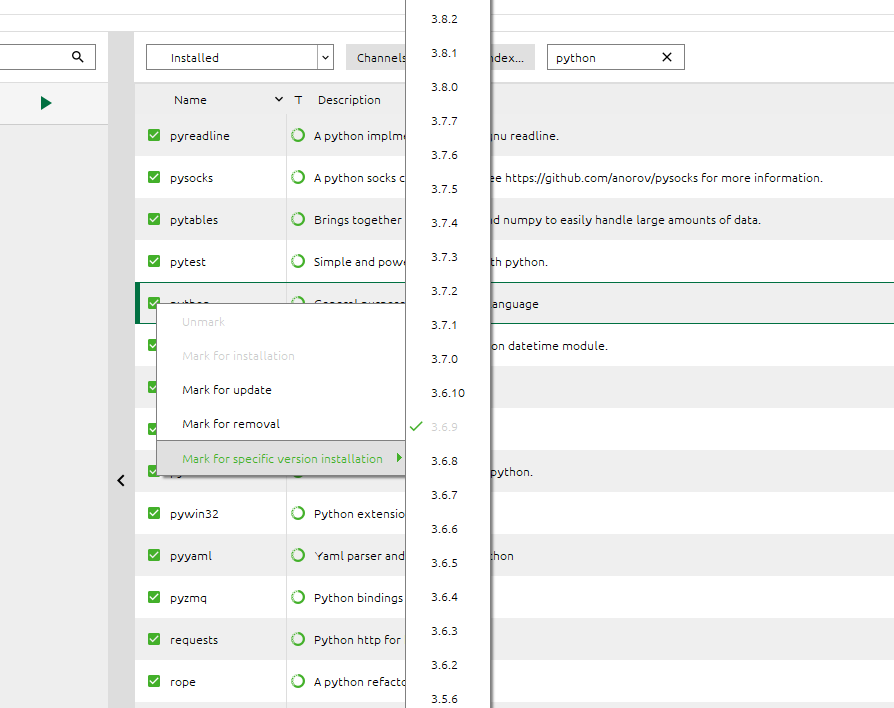 Installed
Channels
ndex...
python
Name
T
Description
pyreadline
A python implme
gnu readline.
pysocks
A python socks c
ee https://github.com/anorov/pysocks for more information.
pytables
Brings together
nd numpy to easily handle large amounts of data.
pytest
Simple and powe
th python.
python
General purpose
language
on datetime module.
python.
pywin32
Python extensio
pyyaml
Yaml parser and
thon
pyzmq
Python bindings
requests
Python http for
rope
A python refacto
Unmark
Mark for installation
Mark for update
Mark for removal
Mark for specific version installation
3.8.2
3.8.1
3.8.0
3.7.7
3.7.6
3.7.5
3.7.4
3.7.3
3.7.2
3.7.1
3.7.0
3.6.10
3.6.9
3.6.8
3.6.7
3.6.6
3.6.5
3.6.4
3.6.3
3.6.2
3.5.6